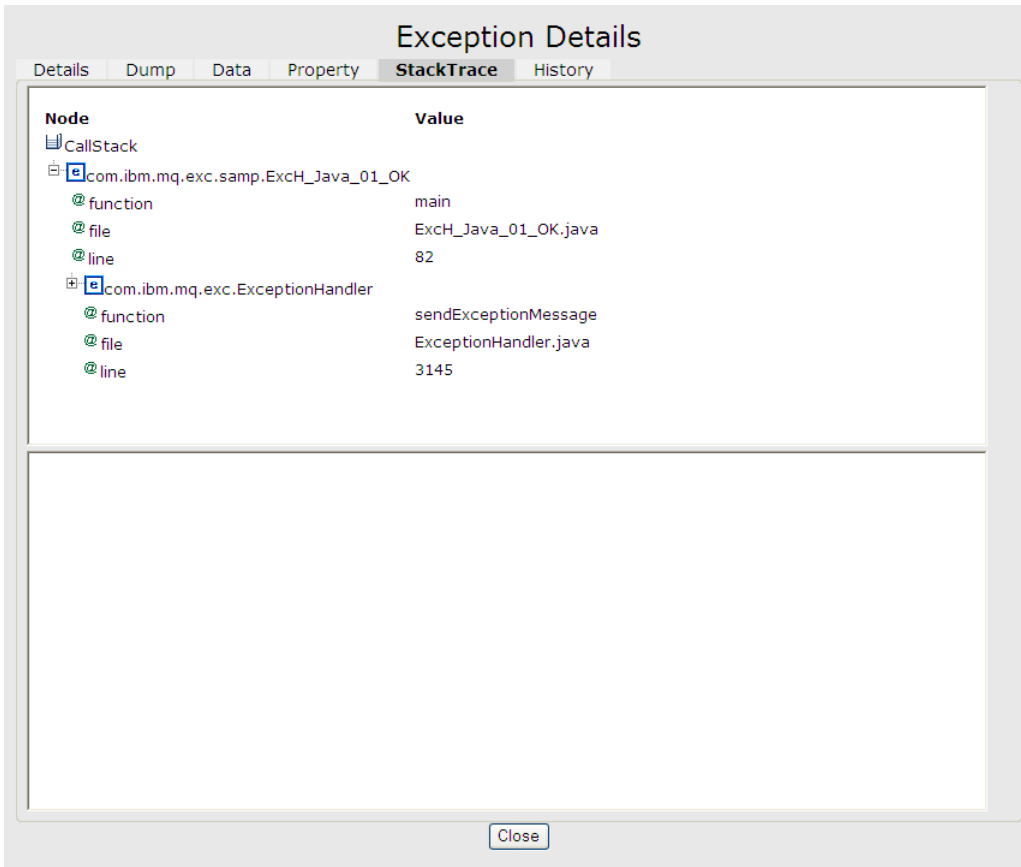 Exception Details
Details Dump Data Property StackTrace History
Node Value
CallStack
com.ibm.mq.exc.samp.ExcH_Java_01_OK
@ function main
@ file ExcH_Java_01_OK.java
@ line 82
com.ibm.mq.exc.ExceptionHandler
@ function sendExceptionMessage
@ file ExceptionHandler.java
@ line 3145
Close